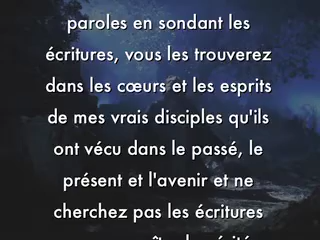 paroles en sondant les
écritures, vous les trouverez
dans les cœurs et les esprits
de mes vrais disciples qu'ils
ont vécu dans le passé, le
présent et l'avenir et ne
cherchez pas les écritures